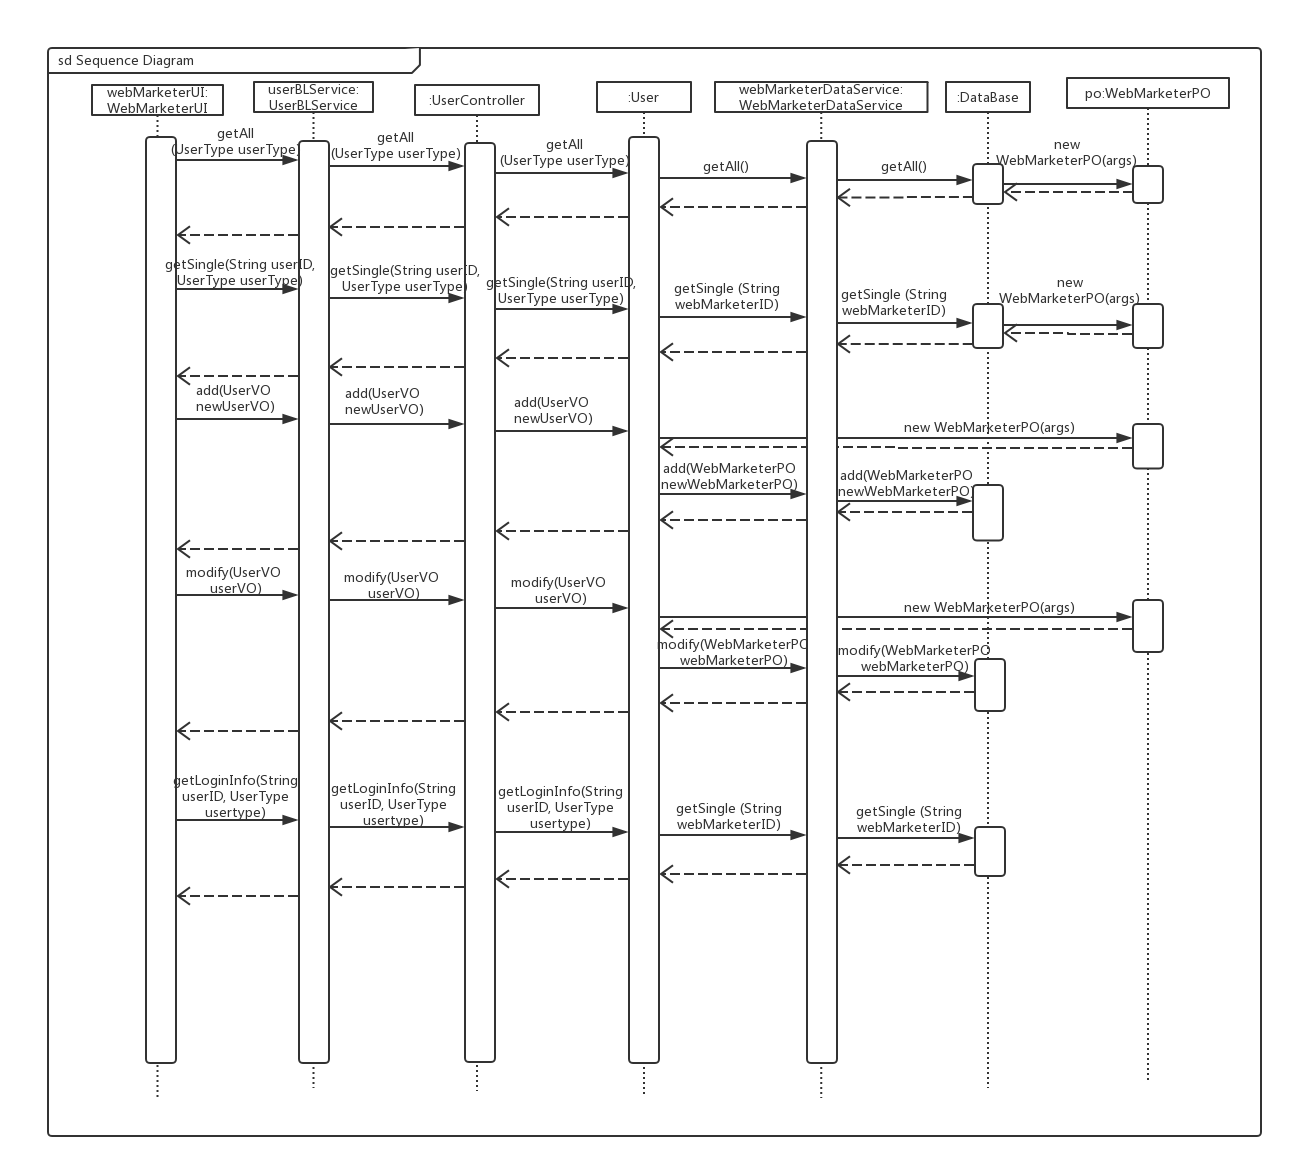 sd Sequence Diagram
webMarketerUI:
WebMarketerUI
userBLService:
UserBLService
:UserController
:User
webMarketerDataService:
WebMarketerDataService
:DataBase
po:WebMarketerPO
getAll
(UserType userType)
getAll
(UserType userType)
getAll
(UserType userType)
getAll()
getAll()
new
WebMarketerPO(args)
getSingle(String userID,
UserType userType)
getSingle(String userID,
UserType userType)
getSingle(String userID,
UserType userType)
getSingle (String
webMarketerID)
getSingle (String
webMarketerID)
new
WebMarketerPO(args)
add(UserVO
newUserVO)
add(UserVO
newUserVO)
add(UserVO
newUserVO)
new WebMarketerPO(args)
add(WebMarketerPO
newWebMarketerPO)
add(WebMarketerPO
newWebMarketerPO)
modify(UserVO
userVO)
modify(UserVO
userVO)
modify(UserVO
userVO)
new WebMarketerPO(args)
modify(WebMarketerPO
webMarketerPO)
modify(WebMarketerPO
webMarketerPO)
getLoginInfo(String
userID, UserType
usertype)
getLoginInfo(String
userID, UserType
usertype)
getLoginInfo(String
userID, UserType
usertype)
getSingle (String
webMarketerID)
getSingle (String
webMarketerID)